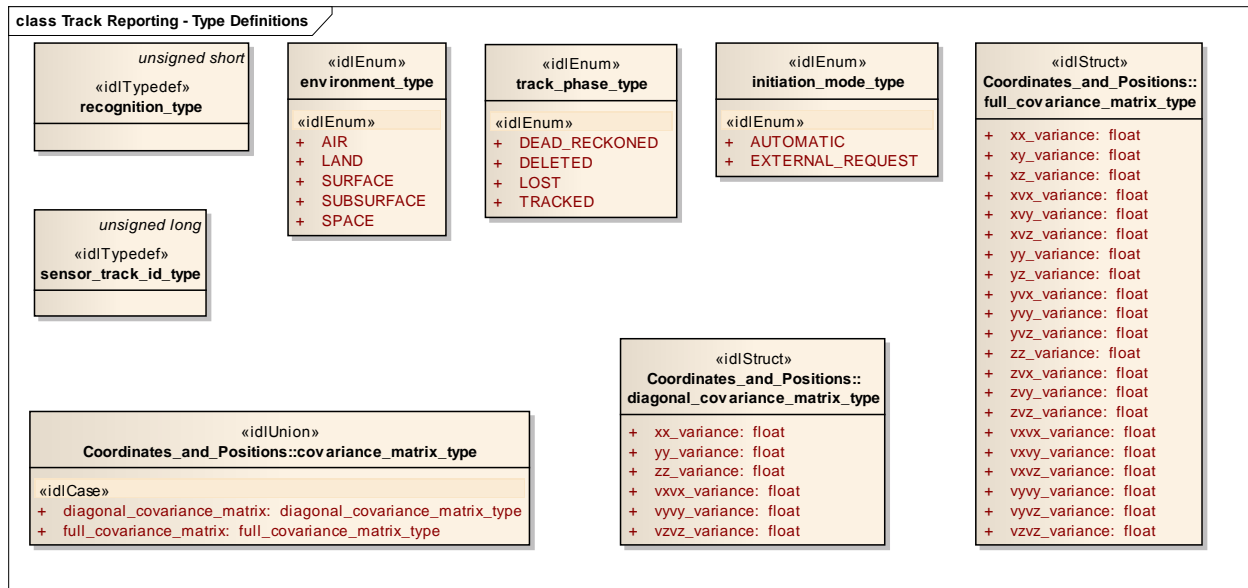 class Track Reporting - Type Definitions
unsigned short
«idlTypedef»
recognition_type
«idlEnum»
environment_type
«idlEnum»
+ AIR
+ LAND
+ SURFACE
+ SUBSURFACE
+ SPACE
«idlEnum»
track_phase_type
«idlEnum»
+ DEAD_RECKONED
+ DELETED
+ LOST
+ TRACKED
«idlEnum»
initiation_mode_type
«idlEnum»
+ AUTOMATIC
+ EXTERNAL_REQUEST
«idlStruct»
Coordinates_and_Positions::
full_covariance_matrix_type
+ xx_variance: float
+ xy_variance: float
+ xz_variance: float
+ xvx_variance: float
+ xvy_variance: float
+ xvz_variance: float
+ yy_variance: float
+ yz_variance: float
+ yvx_variance: float
+ yvy_variance: float
+ yvz_variance: float
+ zz_variance: float
+ zvx_variance: float
+ zvy_variance: float
+ zvz_variance: float
+ vxvx_variance: float
+ vxvy_variance: float
+ vxvz_variance: float
+ vyvy_variance: float
+ vyvz_variance: float
+ vzvz_variance: float
unsigned long
«idlTypedef»
sensor_track_id_type
«idlStruct»
Coordinates_and_Positions::
diagonal_covariance_matrix_type
+ xx_variance: float
+ yy_variance: float
+ zz_variance: float
+ vxvx_variance: float
+ vyvy_variance: float
+ vzvz_variance: float
«idlUnion»
Coordinates_and_Positions::covariance_matrix_type
«idlCase»
+ diagonal_covariance_matrix: diagonal_covariance_matrix_type
+ full_covariance_matrix: full_covariance_matrix_type